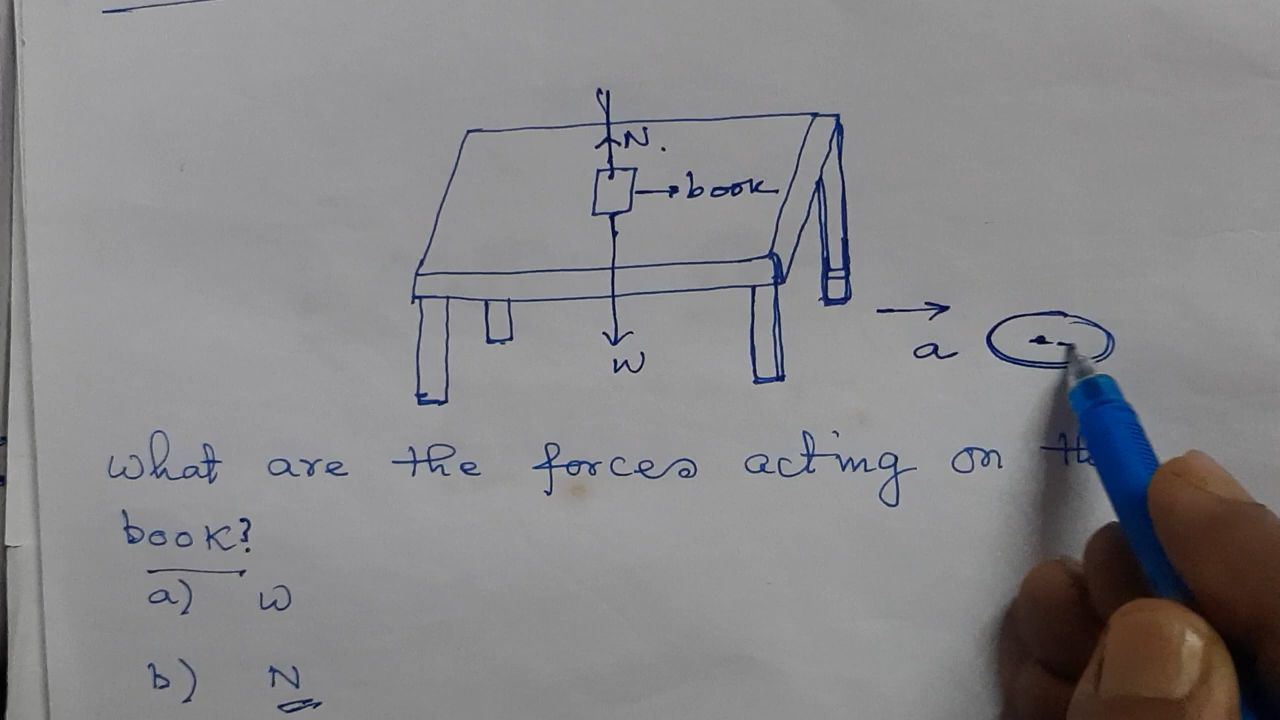 N.
book
W
a
what are the forces acting on
book?
a) W
b) N